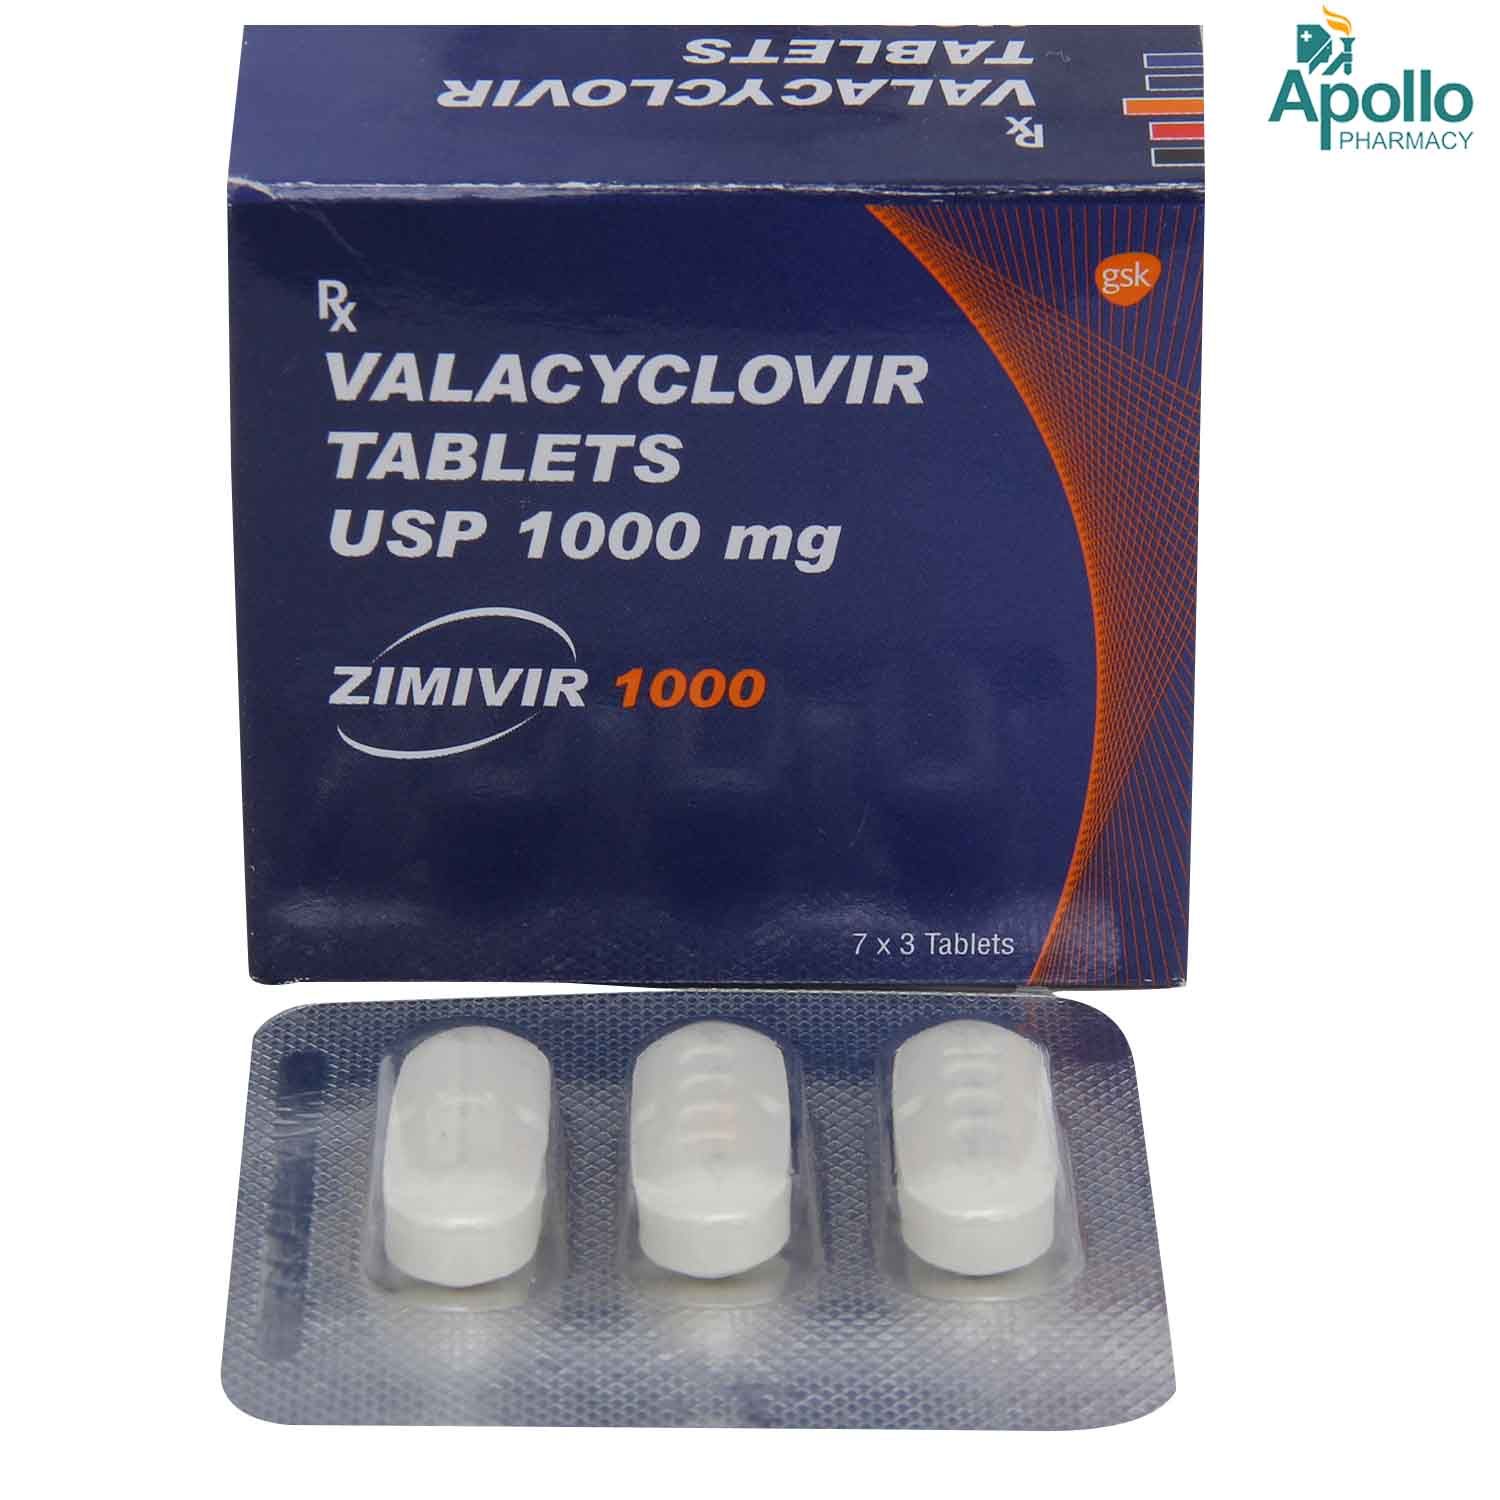 TABLETS
VALACYCLOVIR
Rx
Apollo
PHARMACY
gsk
Rx
VALACYCLOVIR
TABLETS
USP 1000 mg
ZIMIVIR 1000
7 x 3 Tablets